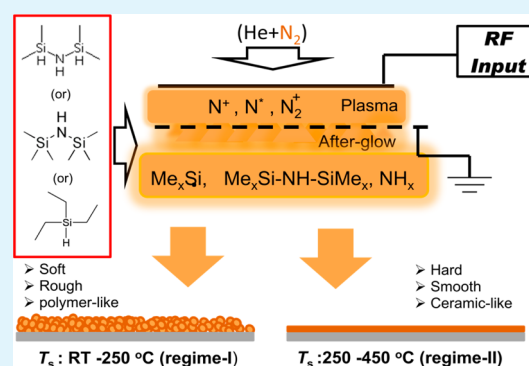 (He+N₂)
RF
Input
Si
H
N
H
Si
H
(or)
H
N
Si
Si
(or)
Si
H
N⁺ , N* , N₂⁺ Plasma
After-glow
MeₓSi, MeₓSi-NH-SiMeₓ, NHₓ
➢ Soft
➢ Rough
➢ polymer-like
➢ Hard
➢ Smooth
➢ Ceramic-like
Tₛ : RT -250 °C (regime-I)
Tₛ :250 -450 °C (regime-II)